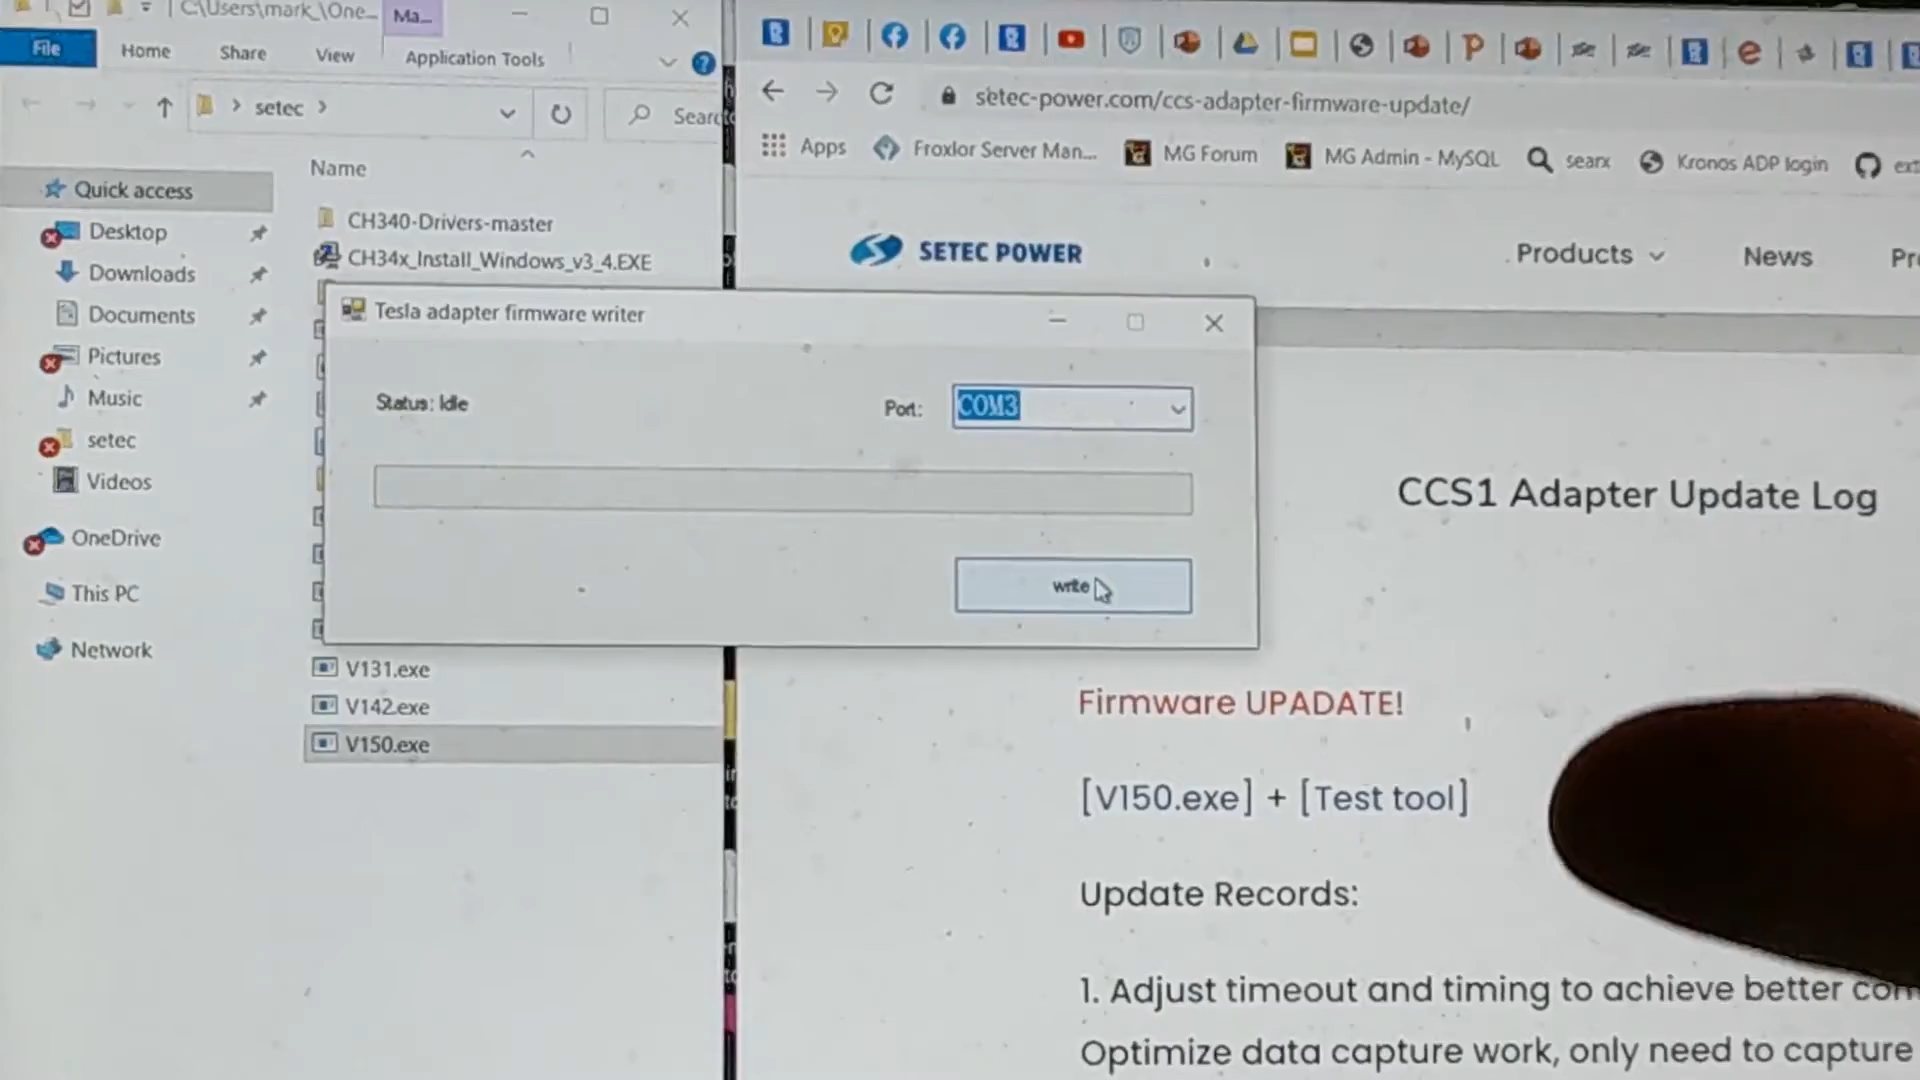 C:\Users\mark_\One...
Ma...
File
Home
Share
View
Application Tools
setec
Name
Quick access
Desktop
Downloads
Documents
Pictures
Music
setec
Videos
OneDrive
This PC
Network
CH340-Drivers-master
CH34x_Install_Windows_v3_4.EXE
V131.exe
V142.exe
V150.exe
Tesla adapter firmware writer
Status: Idle
Port:
COM3
write
setec-power.com/ccs-adapter-firmware-update/
Apps
Froxlor Server Man...
MG Forum
MG Admin - MySQL
searx
Kronos ADP login
SETEC POWER
Products
News
CCS1 Adapter Update Log
Firmware UPADATE!
[V150.exe] + [Test tool]
Update Records:
1. Adjust timeout and timing to achieve better
Optimize data capture work, only need to capture